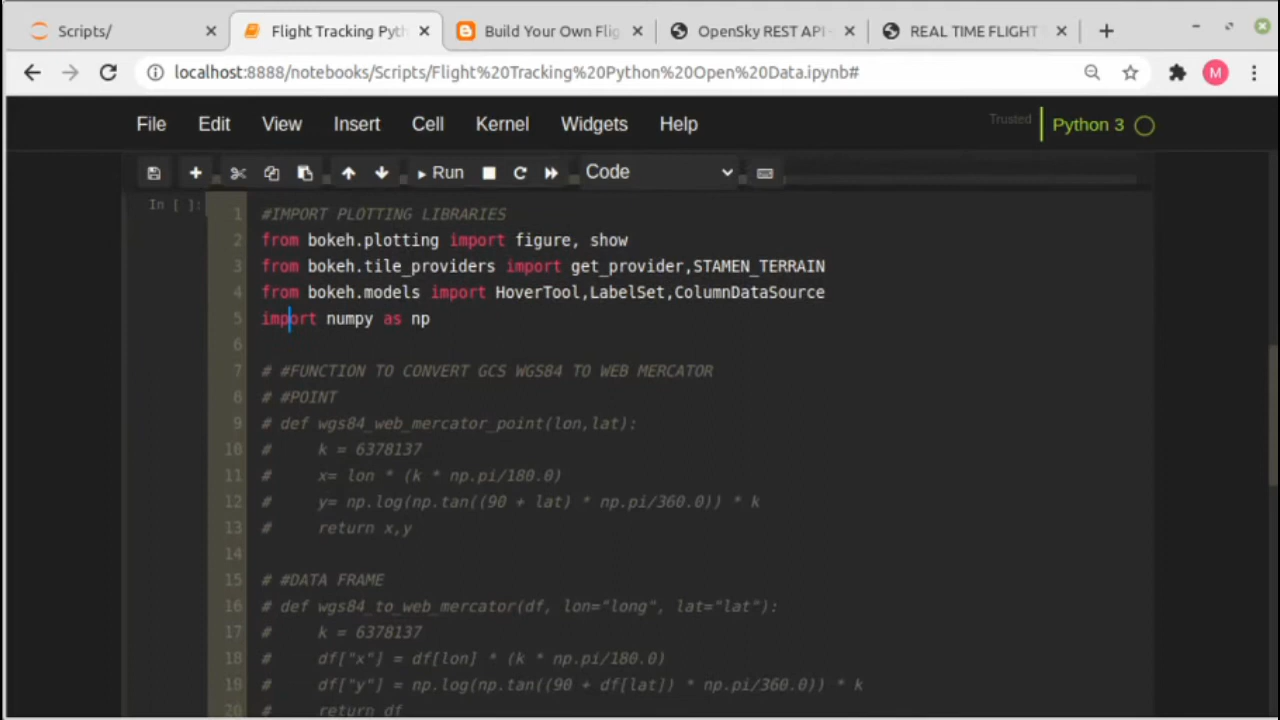 Scripts/
Flight Tracking Pyth
Build Your Own Flig
OpenSky REST API
REAL TIME FLIGHT
localhost:8888/notebooks/Scripts/Flight%20Tracking%20Python%20Open%20Data.ipynb#
M
File Edit View Insert Cell Kernel Widgets Help
Trusted
Python 3
Run
Code
In [ ]:
1 #IMPORT PLOTTING LIBRARIES
2 from bokeh.plotting import figure, show
3 from bokeh.tile_providers import get_provider,STAMEN_TERRAIN
4 from bokeh.models import HoverTool,LabelSet,ColumnDataSource
5 import numpy as np
6
7 # #FUNCTION TO CONVERT GCS WGS84 TO WEB MERCATOR
8 # #POINT
9 # def wgs84_web_mercator_point(lon,lat):
10 #     k = 6378137
11 #     x= lon * (k * np.pi/180.0)
12 #     y= np.log(np.tan((90 + lat) * np.pi/360.0)) * k
13 #     return x,y
14
15 # #DATA FRAME
16 # def wgs84_to_web_mercator(df, lon="long", lat="lat"):
17 #     k = 6378137
18 #     df["x"] = df[lon] * (k * np.pi/180.0)
19 #     df["y"] = np.log(np.tan((90 + df[lat]) * np.pi/360.0)) * k
20 #     return df